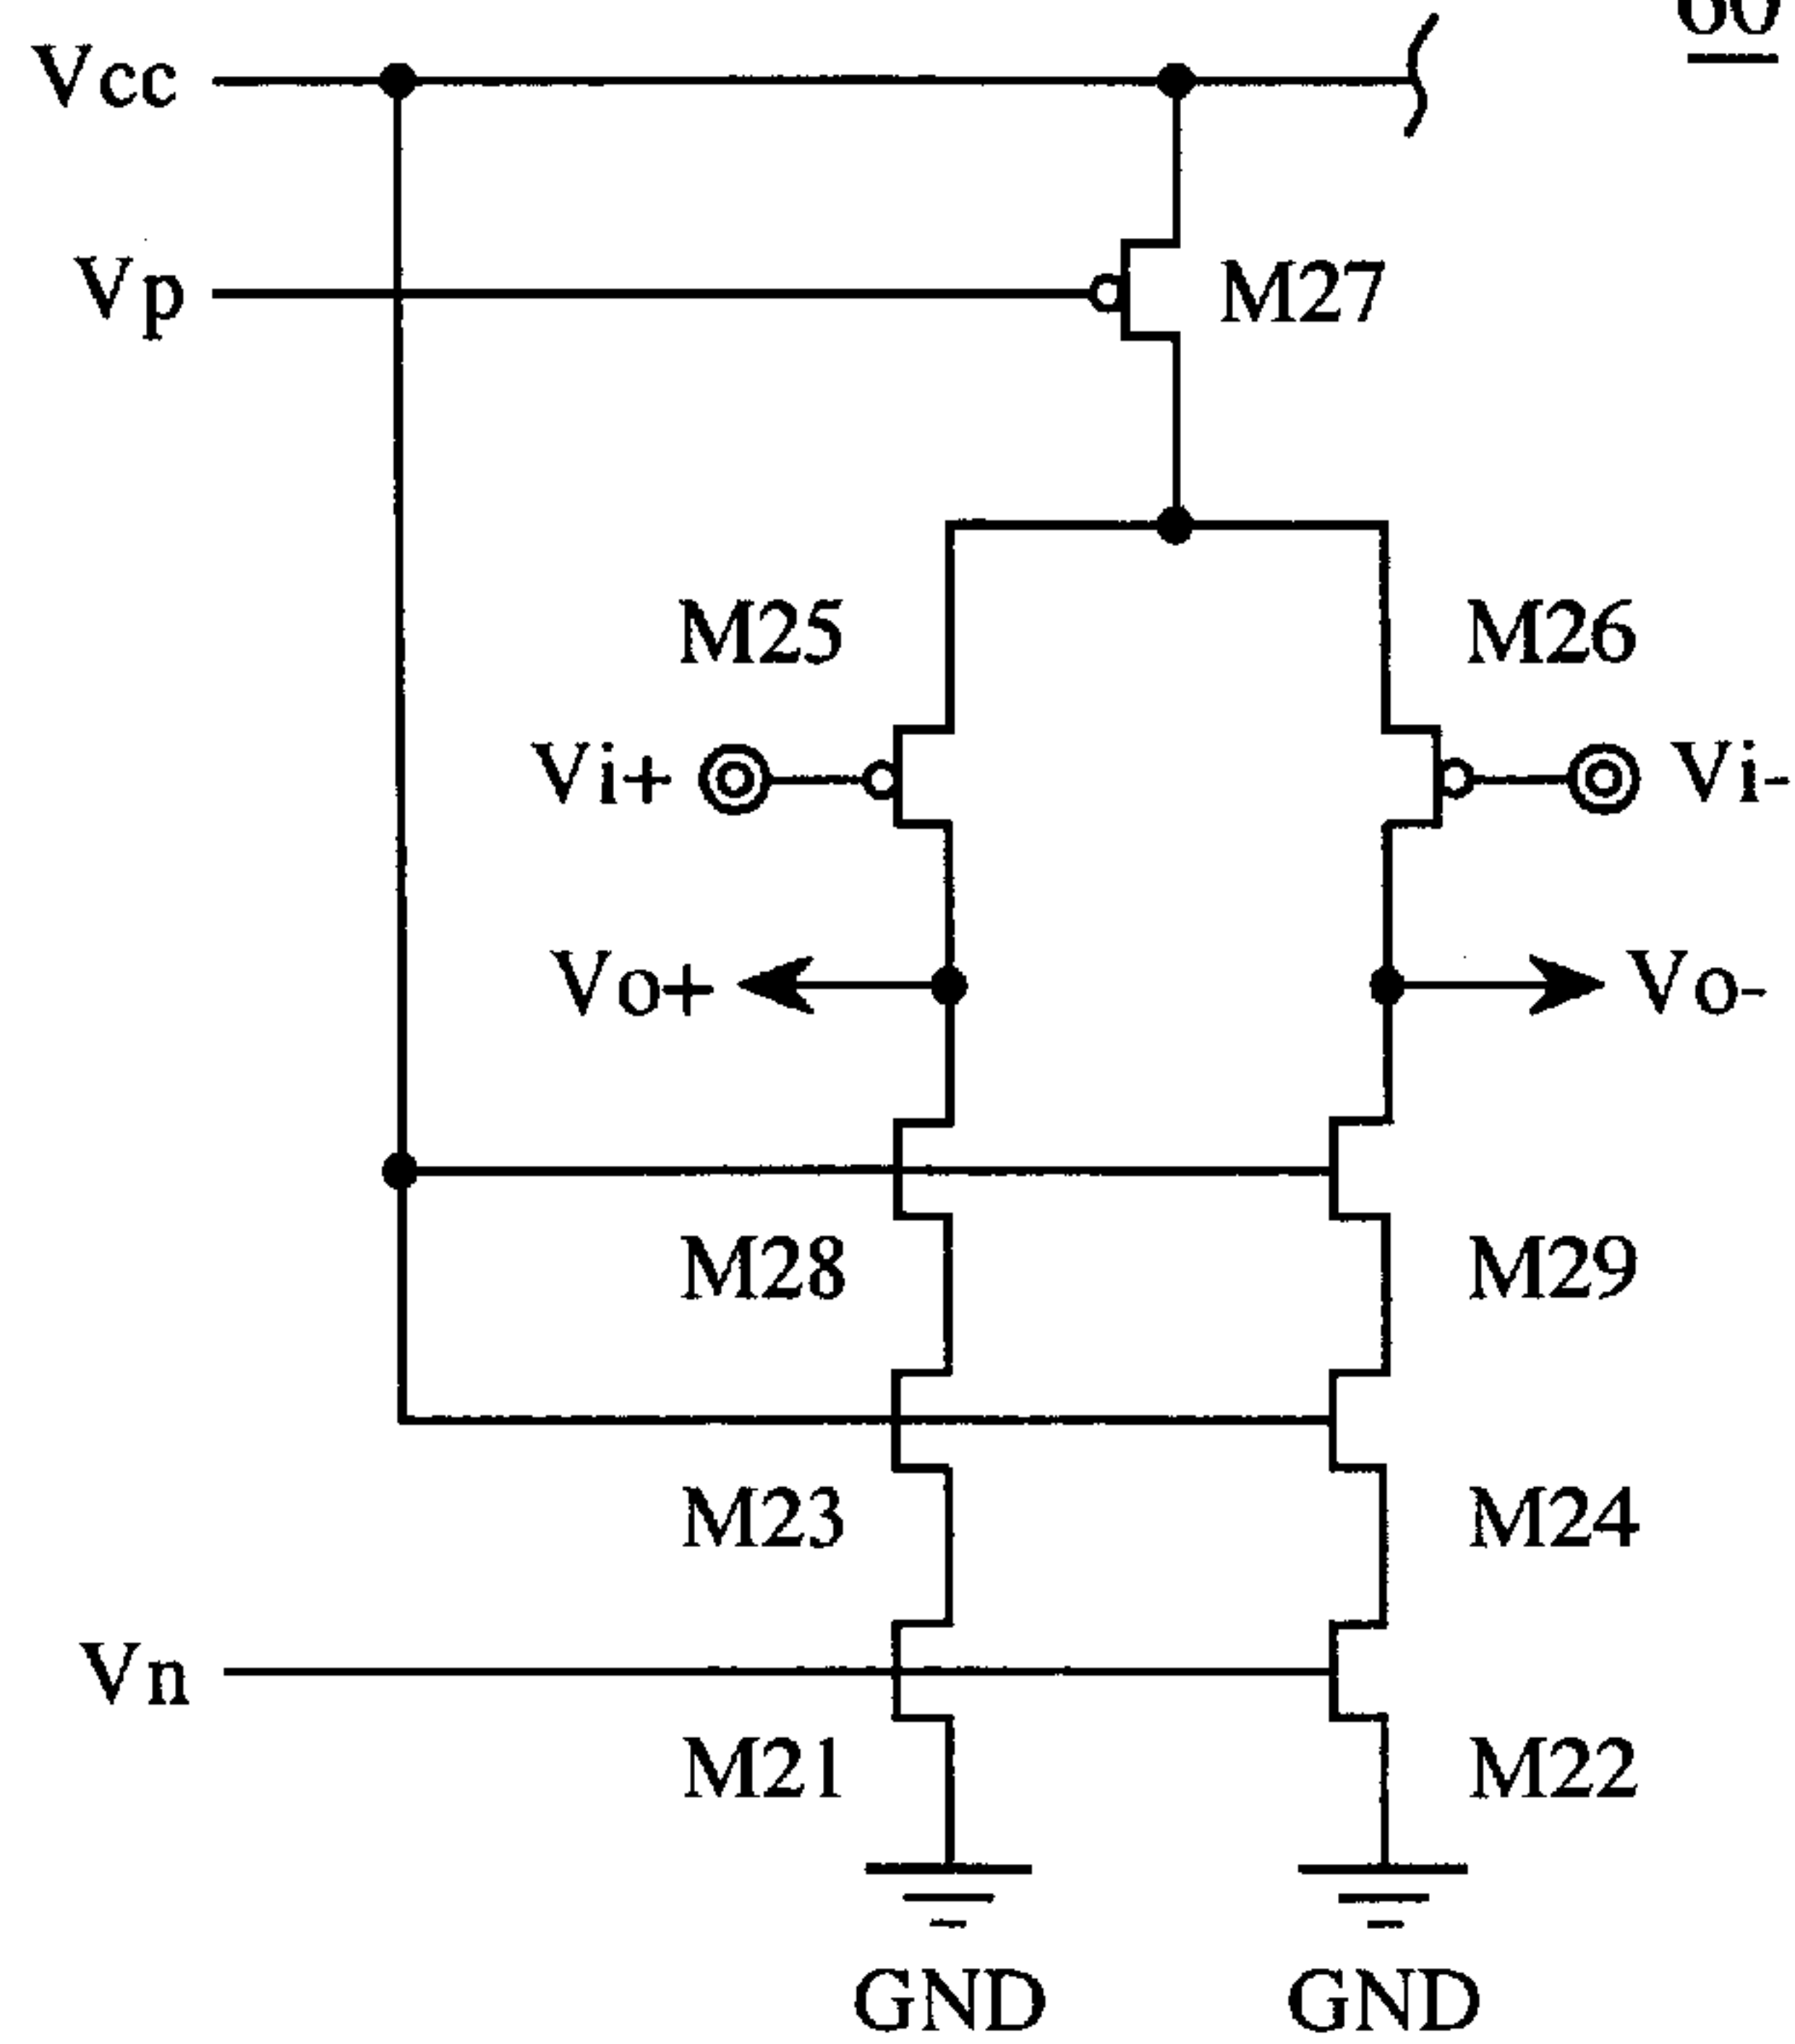 60
Vcc
Vp
M27
M25
M26
Vi+
Vi-
Vo+
Vo-
M28
M29
M23
M24
Vn
M21
M22
GND
GND